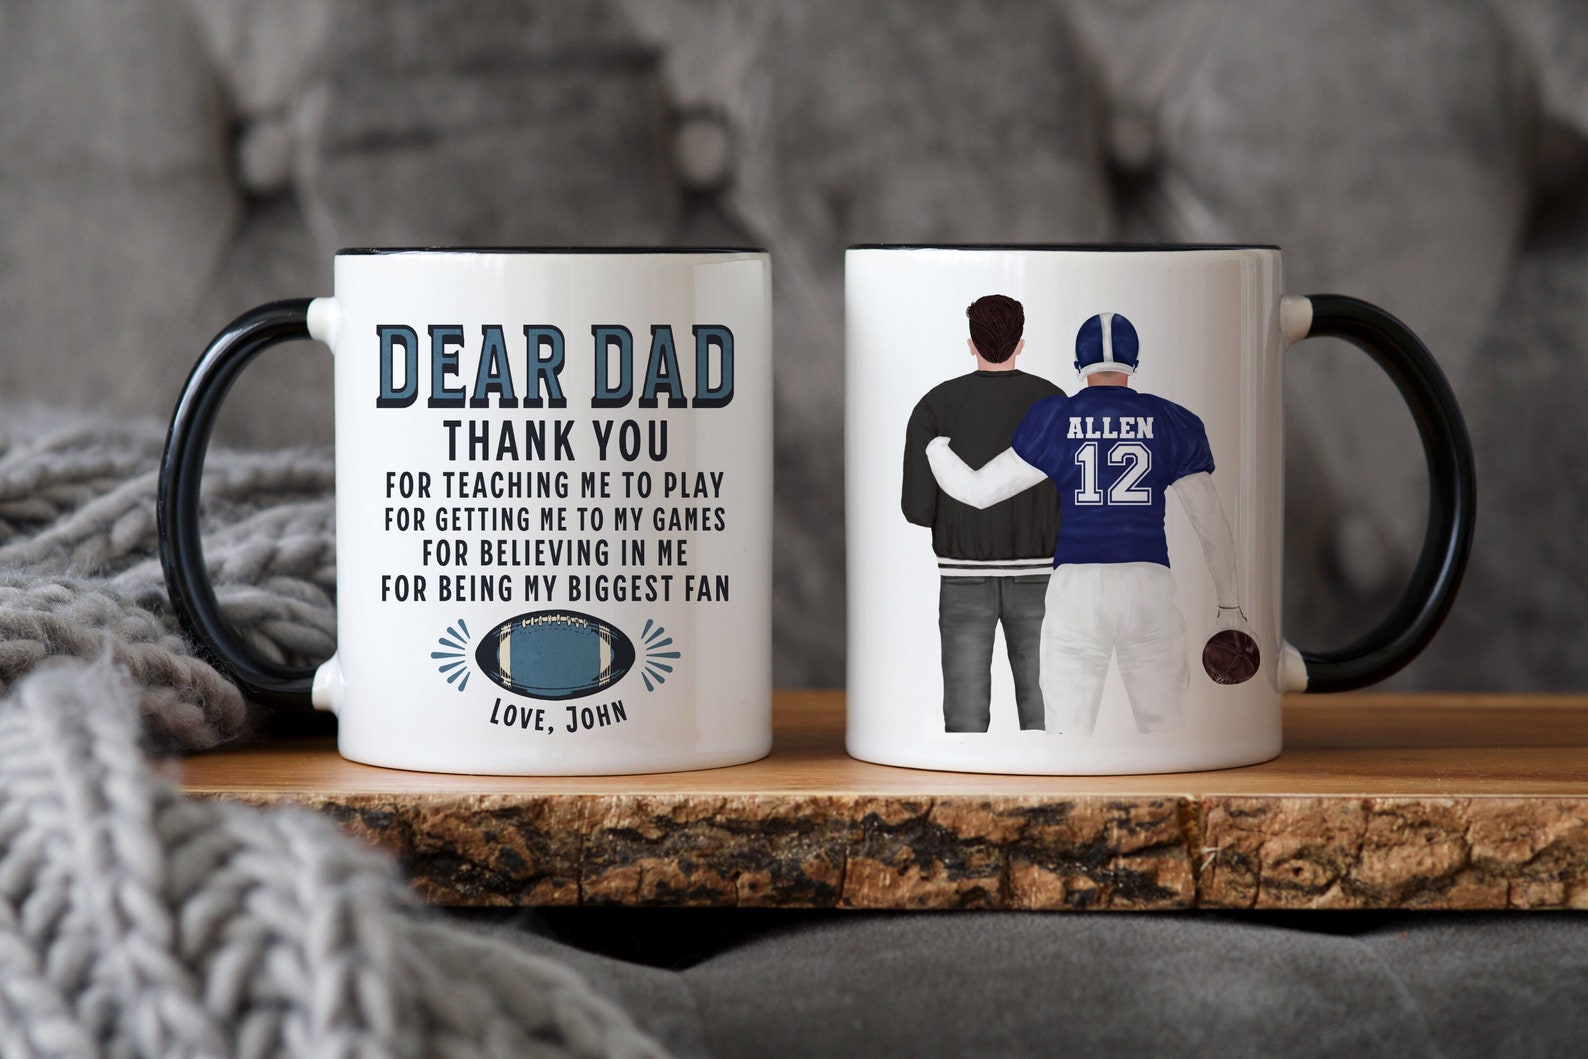 DEAR DAD
THANK YOU
FOR TEACHING ME TO PLAY
FOR GETTING ME TO MY GAMES
FOR BELIEVING IN ME
FOR BEING MY BIGGEST FAN
LOVE, JOHN
ALLEN
12